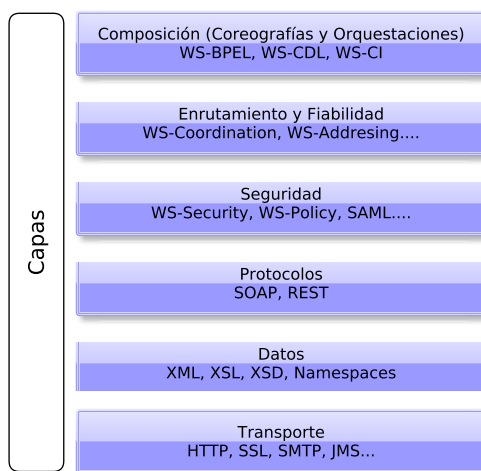 Capas
Composición (Coreografías y Orquestaciones)
WS-BPEL, WS-CDL, WS-CI
Enrutamiento y Fiabilidad
WS-Coordination, WS-Addresing....
Seguridad
WS-Security, WS-Policy, SAML....
Protocolos
SOAP, REST
Datos
XML, XSL, XSD, Namespaces
Transporte
HTTP, SSL, SMTP, JMS...